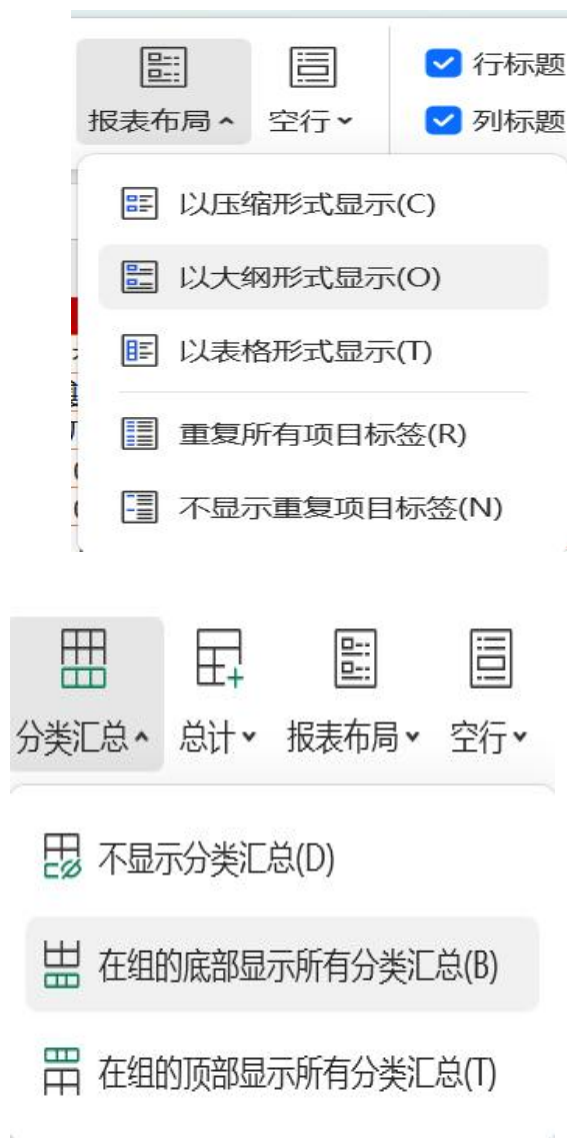 报表布局 空行 行标题
列标题
以压缩形式显示(C)
以大纲形式显示(O)
以表格形式显示(T)
重复所有项目标签(R)
不显示重复项目标签(N)
分类汇总 总计 报表布局 空行
不显示分类汇总(D)
在组的底部显示所有分类汇总(B)
在组的顶部显示所有分类汇总(T)